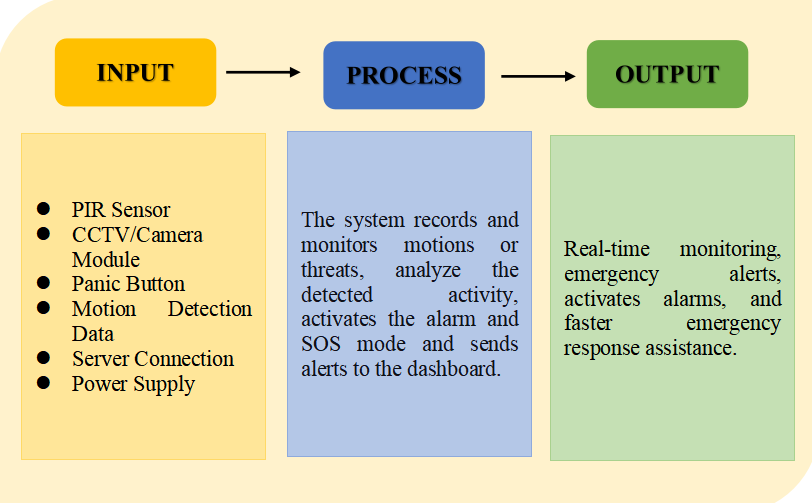 INPUT
PROCESS
OUTPUT
● PIR Sensor
● CCTV/Camera
Module
● Panic Button
● Motion Detection
Data
● Server Connection
● Power Supply
The system records and
monitors motions or
threats, analyze the
detected activity,
activates the alarm and
SOS mode and sends
alerts to the dashboard.
Real-time monitoring,
emergency alerts,
activates alarms, and
faster emergency
response assistance.